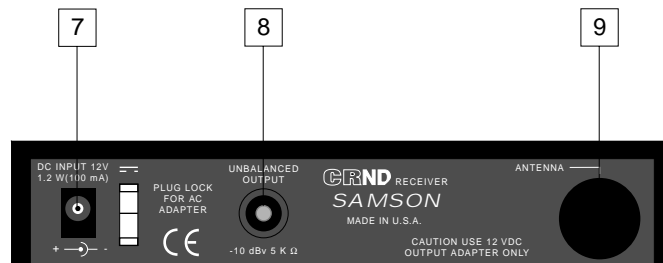 7
8
9
DC INPUT 12V
1.2 W(100 mA)
+ -
PLUG LOCK
FOR AC
ADAPTER
CE
UNBALANCED
OUTPUT
-10 dBv 5 K Ω
CRND RECEIVER
SAMSON
MADE IN U.S.A.
ANTENNA
CAUTION USE 12 VDC
OUTPUT ADAPTER ONLY